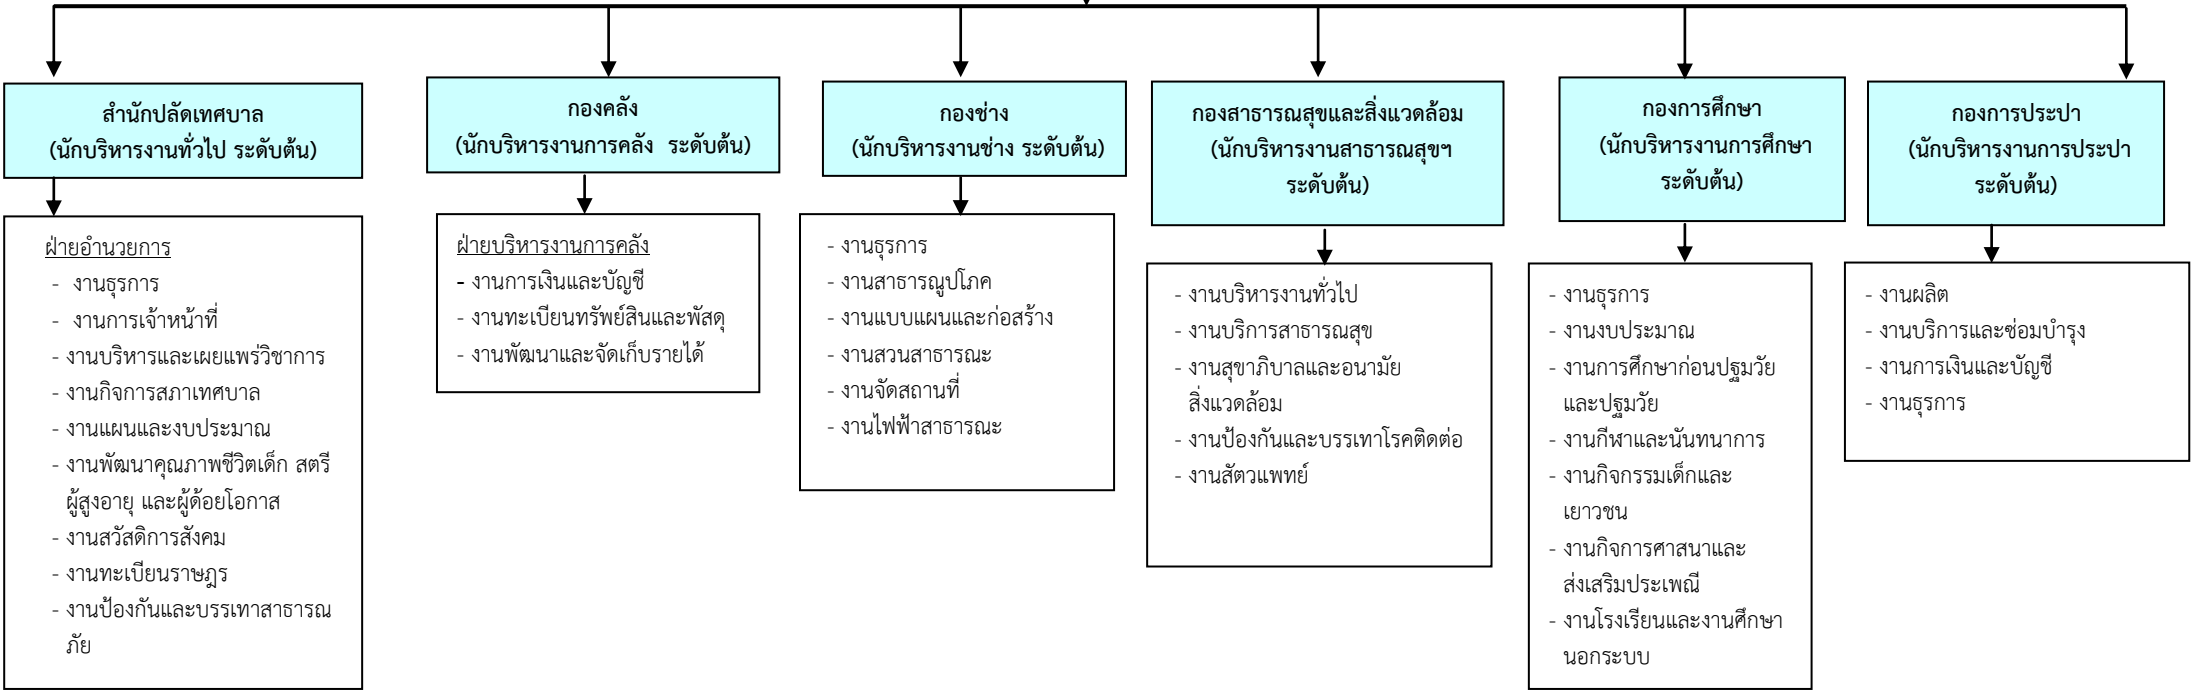 สำนักปลัดเทศบาล
(นักบริหารงานทั่วไป ระดับต้น)
ฝ่ายอำนวยการ
- งานธุรการ
- งานการเจ้าหน้าที่
- งานบริหารและเผยแพร่วิชาการ
- งานกิจการสภาเทศบาล
- งานแผนและงบประมาณ
- งานพัฒนาคุณภาพชีวิตเด็ก สตรี
ผู้สูงอายุ และผู้ด้อยโอกาส
- งานสวัสดิการสังคม
- งานทะเบียนราษฎร
- งานป้องกันและบรรเทาสาธารณ
ภัย
กองคลัง
(นักบริหารงานการคลัง ระดับต้น)
ฝ่ายบริหารงานการคลัง
- งานการเงินและบัญชี
- งานทะเบียนทรัพย์สินและพัสดุ
- งานพัฒนาและจัดเก็บรายได้
กองช่าง
(นักบริหารงานช่าง ระดับต้น)
- งานธุรการ
- งานสาธารณูปโภค
- งานแบบแผนและก่อสร้าง
- งานสวนสาธารณะ
- งานจัดสถานที่
- งานไฟฟ้าสาธารณะ
กองสาธารณสุขและสิ่งแวดล้อม
(นักบริหารงานสาธารณสุขฯ
ระดับต้น)
- งานบริหารงานทั่วไป
- งานบริการสาธารณสุข
- งานสุขาภิบาลและอนามัย
สิ่งแวดล้อม
- งานป้องกันและบรรเทาโรคติดต่อ
- งานสัตวแพทย์
กองการศึกษา
(นักบริหารงานการศึกษา
ระดับต้น)
- งานธุรการ
- งานงบประมาณ
- งานการศึกษาก่อนปฐมวัย
และปฐมวัย
- งานกีฬาและนันทนาการ
- งานกิจกรรมเด็กและ
เยาวชน
- งานกิจการศาสนาและ
ส่งเสริมประเพณี
- งานโรงเรียนและงานศึกษา
นอกระบบ
กองการประปา
(นักบริหารงานการประปา
ระดับต้น)
- งานผลิต
- งานบริการและซ่อมบำรุง
- งานการเงินและบัญชี
- งานธุรการ